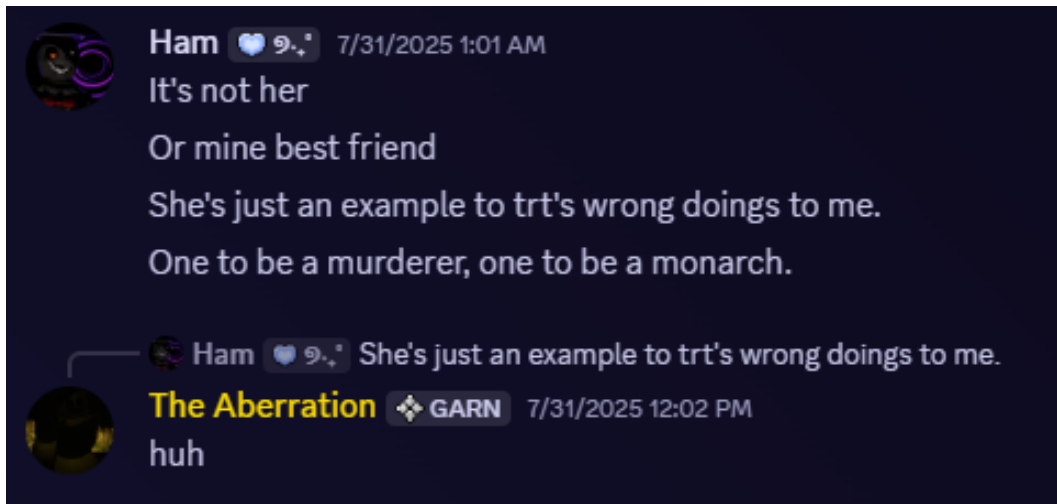 Ham 7/31/2025 1:01 AM
It's not her
Or mine best friend
She's just an example to trt's wrong doings to me.
One to be a murderer, one to be a monarch.
Ham She's just an example to trt's wrong doings to me.
The Aberration GARN 7/31/2025 12:02 PM
huh